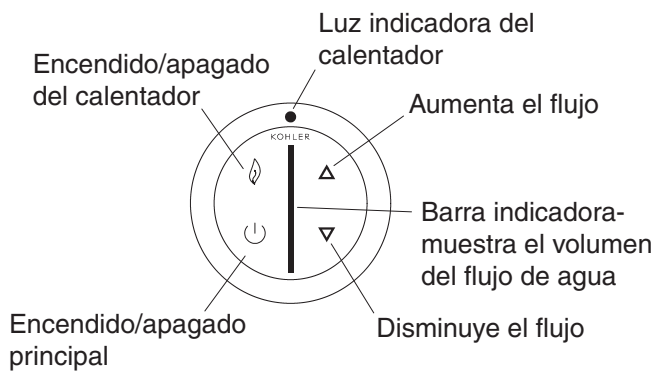 Luz indicadora del
calentador
Encendido/apagado
del calentador
Aumenta el flujo
KOHLER
Barra indicadora-
muestra el volumen
del flujo de agua
Encendido/apagado
principal
Disminuye el flujo